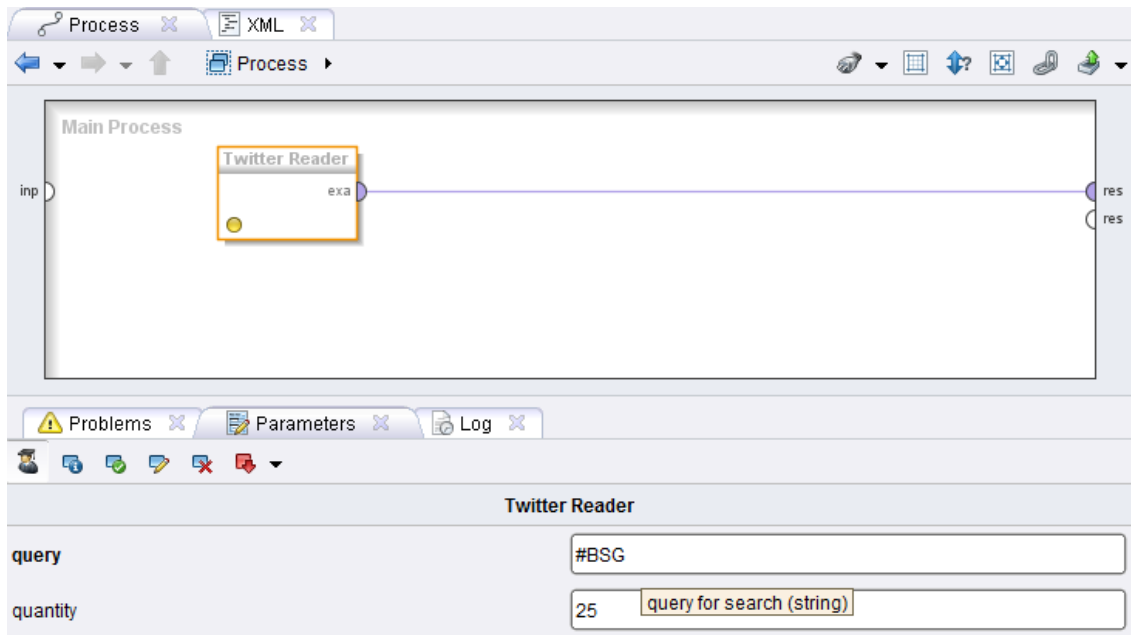 Process XML
Process
Main Process
Twitter Reader
inp exa res
res
Problems Parameters Log
Twitter Reader
query #BSG
quantity 25 query for search (string)